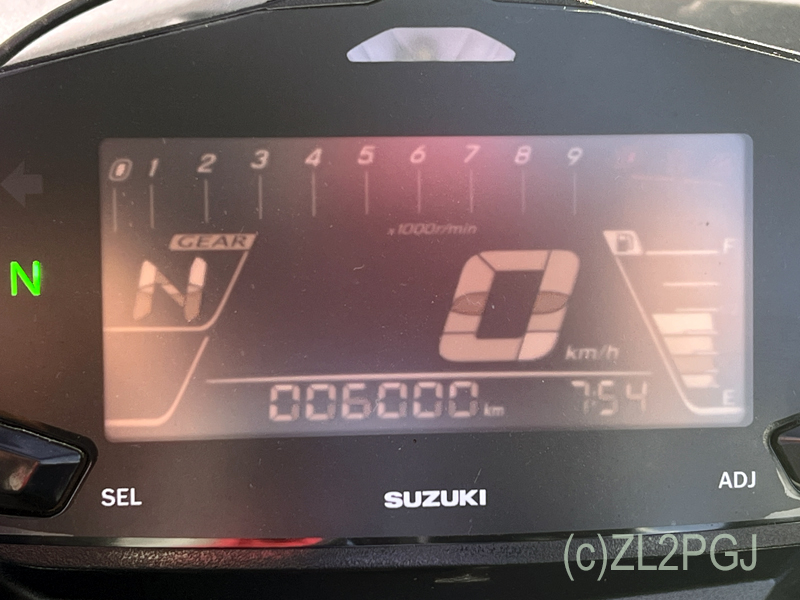 0 1 2 3 4 5 6 7 8 9
x1000r/min
GEAR
F
N
N
0
km/h
006000 km
7:54
E
SEL
SUZUKI
ADJ
(c)ZL2PGJ